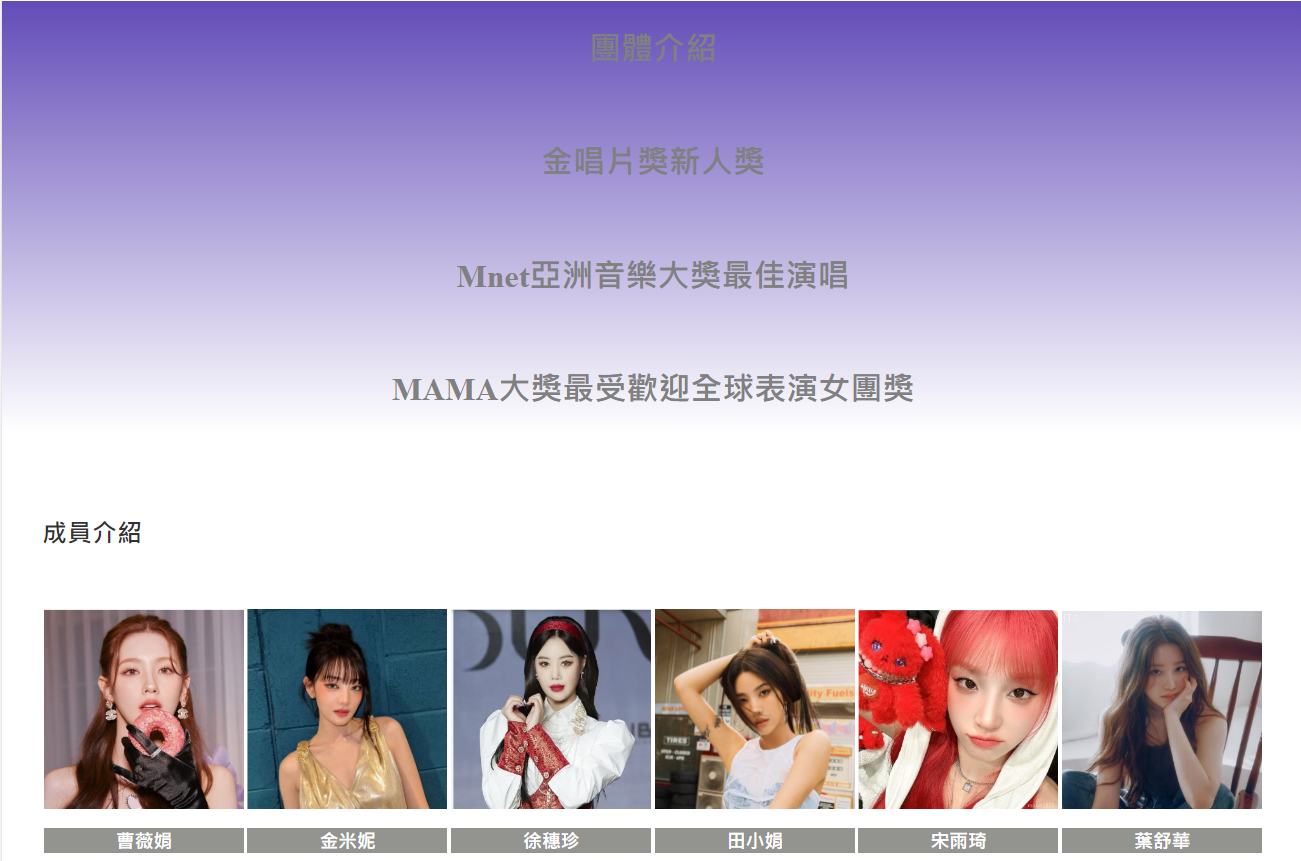 團體介紹
金唱片獎新人獎
Mnet亞洲音樂大獎最佳演唱
MAMA大獎最受歡迎全球表演女團獎
成員介紹
TIRES
ity Fuels
曹薇娟
金米妮
徐穗珍
田小娟
宋雨琦
葉舒華